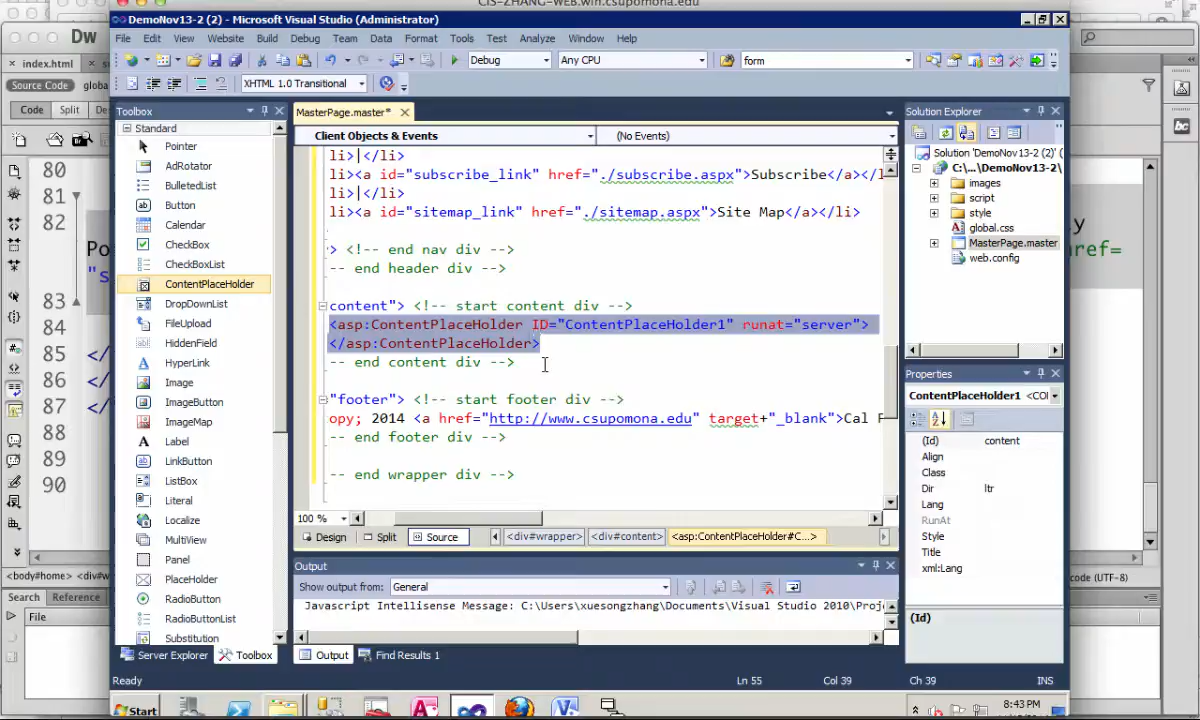 CIS-ZHANG-WEB.win.csupomona.edu
DemoNov13-2 (2) - Microsoft Visual Studio (Administrator)
File Edit View Website Build Debug Team Data Format Tools Test Analyze Window Help
Debug Any CPU form
XHTML 1.0 Transitional
Dw
index.html
Source Code globa
Code Split De
80
81
82
Po
"s
83
84
85 </
86 </
87 </
88
89
90
<body#home> <div#w
Search Reference
File
Toolbox
Standard
Pointer
AdRotator
BulletedList
Button
Calendar
CheckBox
CheckBoxList
ContentPlaceHolder
DropDownList
FileUpload
HiddenField
HyperLink
Image
ImageButton
ImageMap
Label
LinkButton
ListBox
Literal
Localize
MultiView
Panel
PlaceHolder
RadioButton
RadioButtonList
Substitution
Server Explorer Toolbox
MasterPage.master*
Client Objects & Events (No Events)
li>|</li>
li><a id="subscribe_link" href="./subscribe.aspx">Subscribe</a></l
li>|</li>
li><a id="sitemap_link" href="./sitemap.aspx">Site Map</a></li>
> <!-- end nav div -->
-- end header div -->
content"> <!-- start content div -->
<asp:ContentPlaceHolder ID="ContentPlaceHolder1" runat="server">
</asp:ContentPlaceHolder>
-- end content div -->
"footer"> <!-- start footer div -->
opy; 2014 <a href="http://www.csupomona.edu" target+"_blank">Cal P
-- end footer div -->
-- end wrapper div -->
100 %
Design Split Source <div#wrapper> <div#content> <asp:ContentPlaceHolder#C...>
Output
Show output from: General
Javascript Intellisense Message: C:\Users\xuesongzhang\Documents\Visual Studio 2010\Proj
Output Find Results 1
Solution Explorer
Solution 'DemoNov13-2 (2)'
C:\...\DemoNov13-2 (2)\
images
script
style
global.css
MasterPage.master
web.config
Properties
ContentPlaceHolder1 <CO
(Id) content
Align
Class
Dir ltr
Lang
RunAt
Style
Title
xml:Lang
(Id)
y
href=
bc
code (UTF-8)
Ready Ln 55 Col 39 Ch 39 INS
Start
8:43 PM